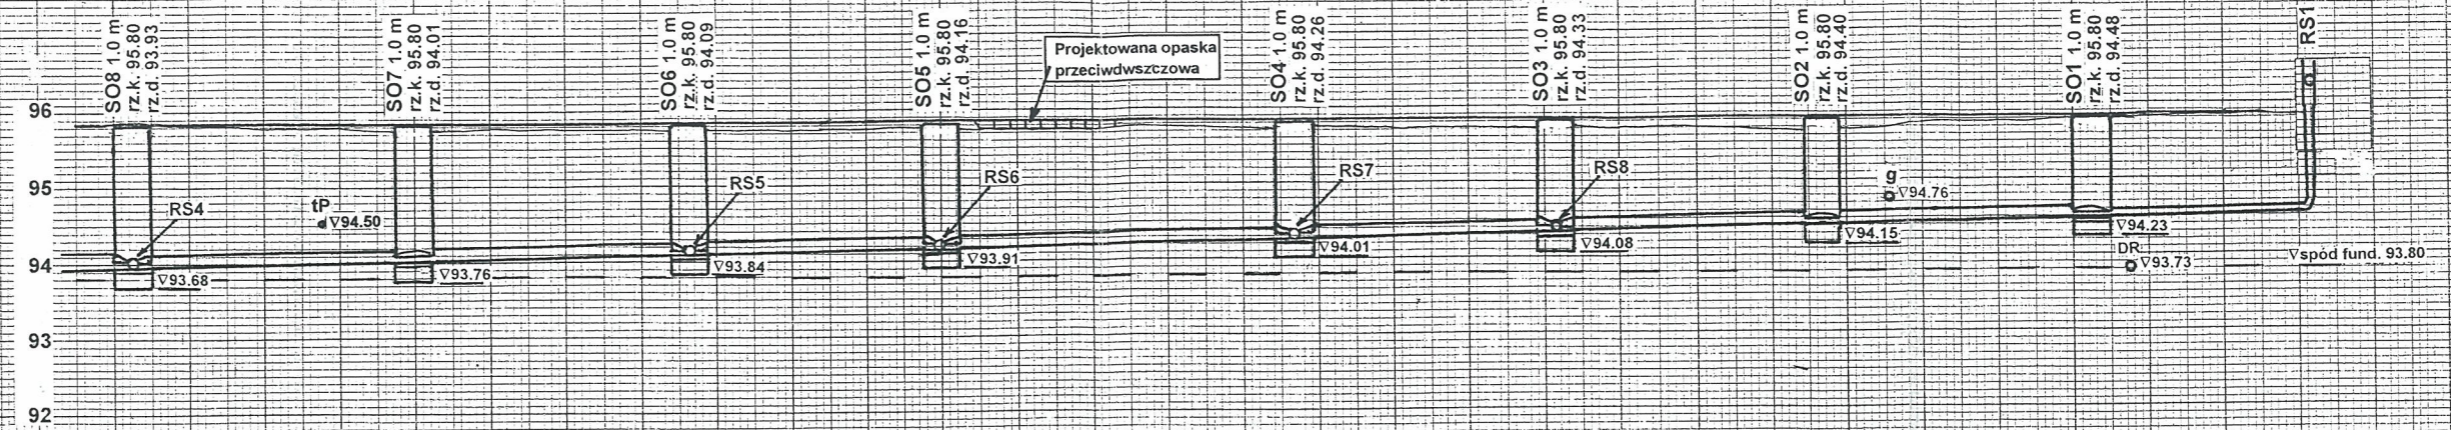 SO8 1.0 m
rz.k. 95.80
rz.d. 93.93
SO7 1.0 m
rz.k. 95.80
rz.d. 94.01
SO6 1.0 m
rz.k. 95.80
rz.d. 94.09
SO5 1.0 m
rz.k. 95.80
rz.d. 94.16
Projektowana opaska
przeciwdwszczowa
SO4 1.0 m
rz.k. 95.80
rz.d. 94.26
SO3 1.0 m
rz.k. 95.80
rz.d. 94.33
SO2 1.0 m
rz.k. 95.80
rz.d. 94.40
SO1 1.0 m
rz.k. 95.80
rz.d. 94.48
RS1
96
95
94
93
92
RS4
tP
▽94.50
RS5
RS6
RS7
RS8
g
▽94.76
▽93.68
▽93.76
▽93.84
▽93.91
▽94.01
▽94.08
▽94.15
▽94.23
DR
▽93.73
▽spód fund. 93.80